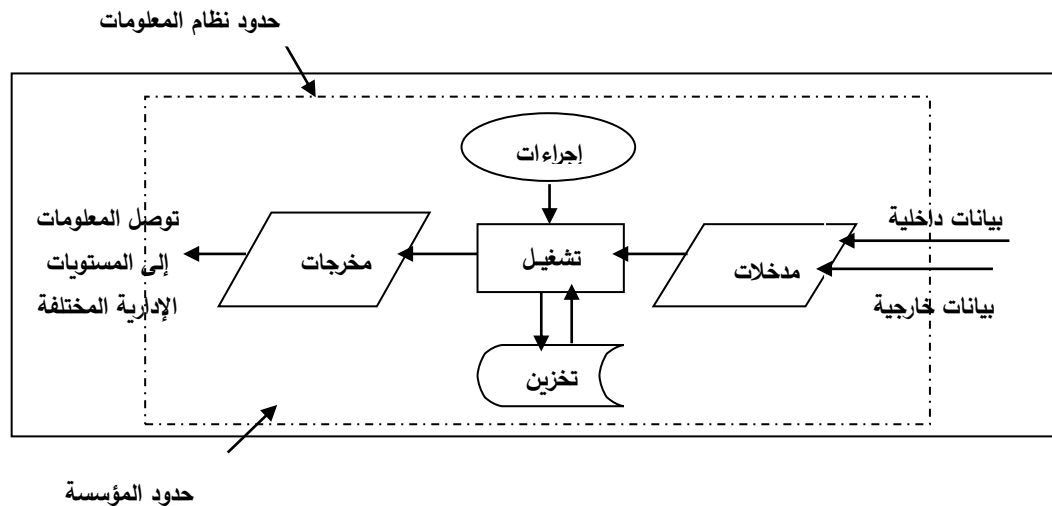 حدود نظام المعلومات
إجراءات
بيانات داخلية
بيانات خارجية
مدخلات
تشغيـل
تخزين
مخرجات
توصل المعلومات
إلى المستويات
الإدارية المختلفة
حدود المؤسسة